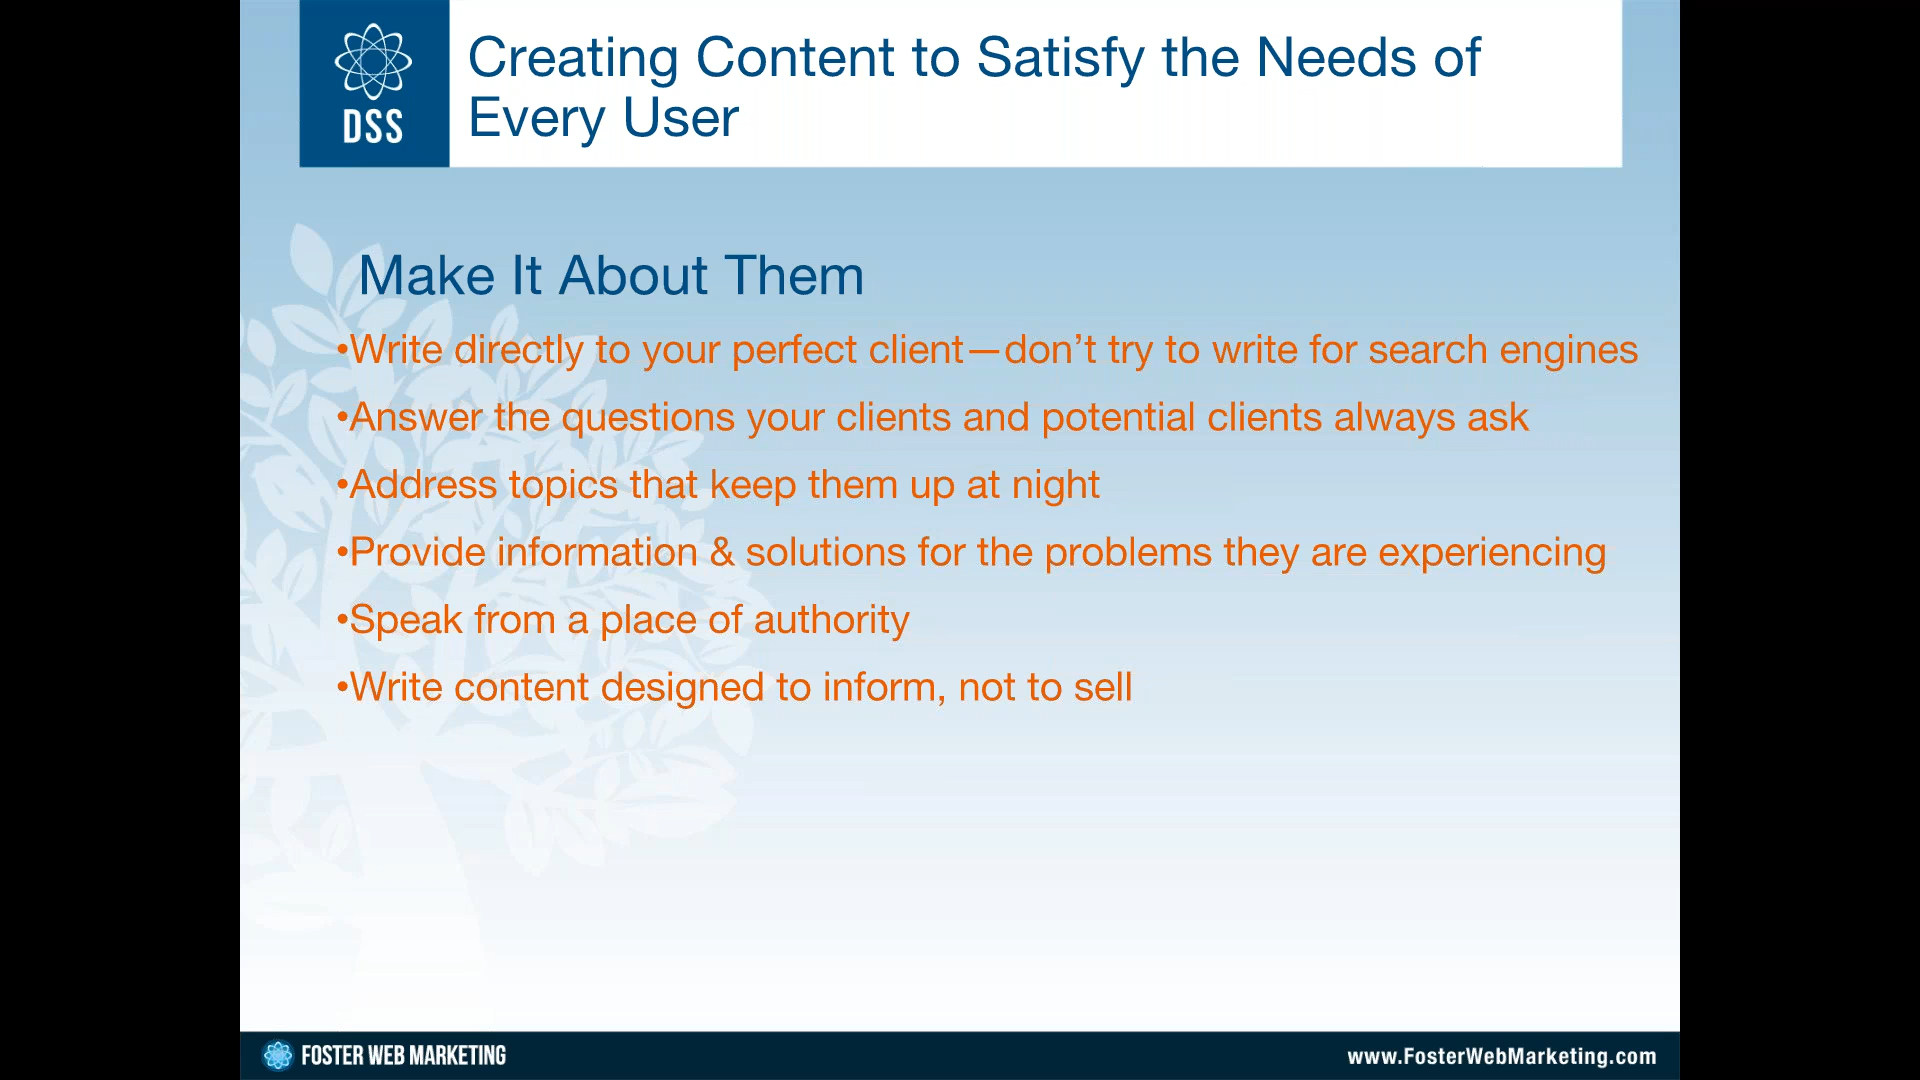 DSS
Creating Content to Satisfy the Needs of
Every User
Make It About Them
•Write directly to your perfect client—don’t try to write for search engines
•Answer the questions your clients and potential clients always ask
•Address topics that keep them up at night
•Provide information & solutions for the problems they are experiencing
•Speak from a place of authority
•Write content designed to inform, not to sell
FOSTER WEB MARKETING
www.FosterWebMarketing.com